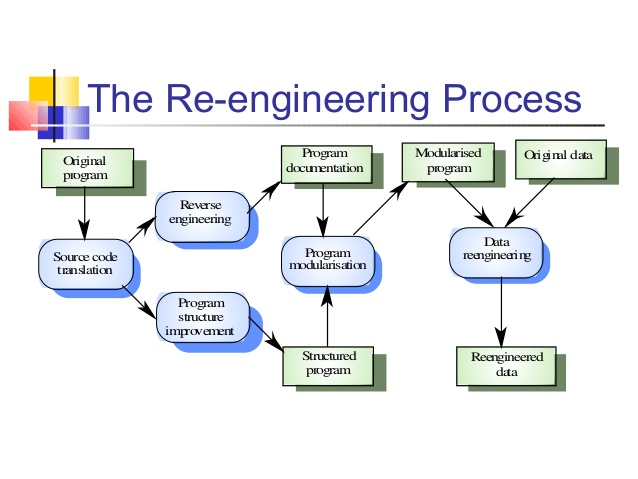 The Re-engineering Process
Original
program
Program
documentation
Modularised
program
Original data
Reverse
engineering
Source code
translation
Program
modularisation
Data
reengineering
Program
structure
improvement
Structured
program
Reengineered
data